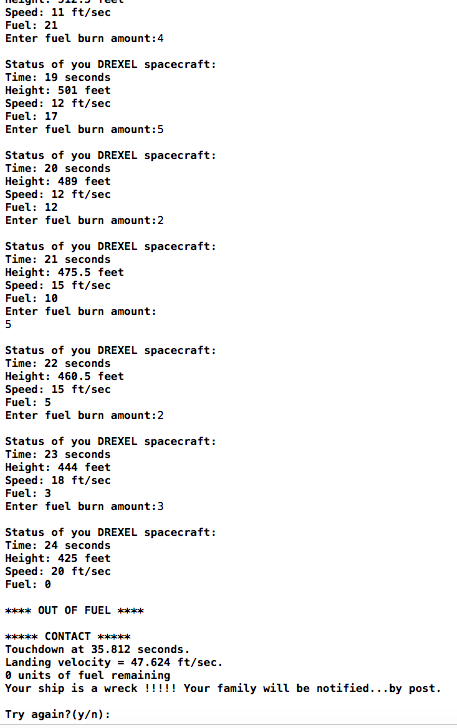 Height: 512.5 feet
Speed: 11 ft/sec
Fuel: 21
Enter fuel burn amount:4
Status of you DREXEL spacecraft:
Time: 19 seconds
Height: 501 feet
Speed: 12 ft/sec
Fuel: 17
Enter fuel burn amount:5
Status of you DREXEL spacecraft:
Time: 20 seconds
Height: 489 feet
Speed: 12 ft/sec
Fuel: 12
Enter fuel burn amount:2
Status of you DREXEL spacecraft:
Time: 21 seconds
Height: 475.5 feet
Speed: 15 ft/sec
Fuel: 10
Enter fuel burn amount:
5
Status of you DREXEL spacecraft:
Time: 22 seconds
Height: 460.5 feet
Speed: 15 ft/sec
Fuel: 5
Enter fuel burn amount:2
Status of you DREXEL spacecraft:
Time: 23 seconds
Height: 444 feet
Speed: 18 ft/sec
Fuel: 3
Enter fuel burn amount:3
Status of you DREXEL spacecraft:
Time: 24 seconds
Height: 425 feet
Speed: 20 ft/sec
Fuel: 0
**** OUT OF FUEL ****
***** CONTACT *****
Touchdown at 35.812 seconds.
Landing velocity = 47.624 ft/sec.
0 units of fuel remaining
Your ship is a wreck !!!!! Your family will be notified...by post.
Try again?(y/n):